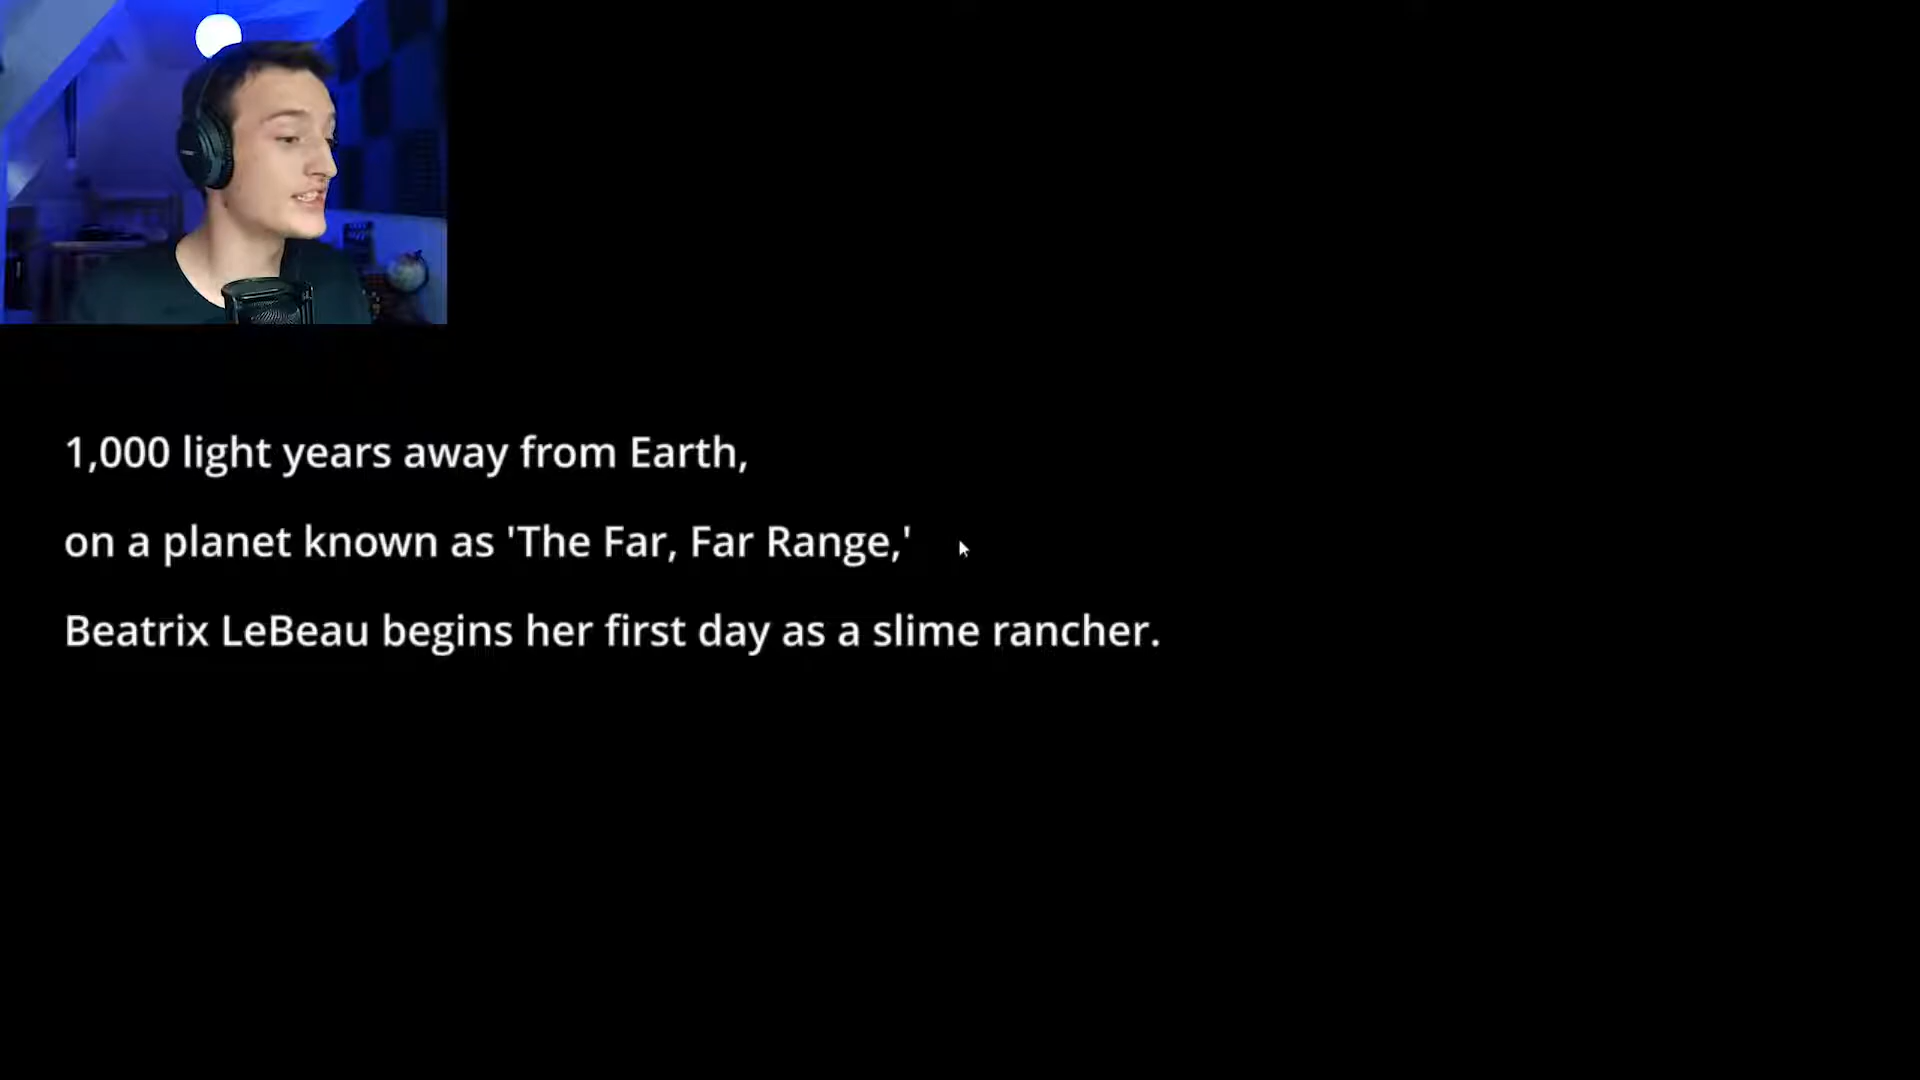 1,000 light years away from Earth,
on a planet known as 'The Far, Far Range,'
Beatrix LeBeau begins her first day as a slime rancher.